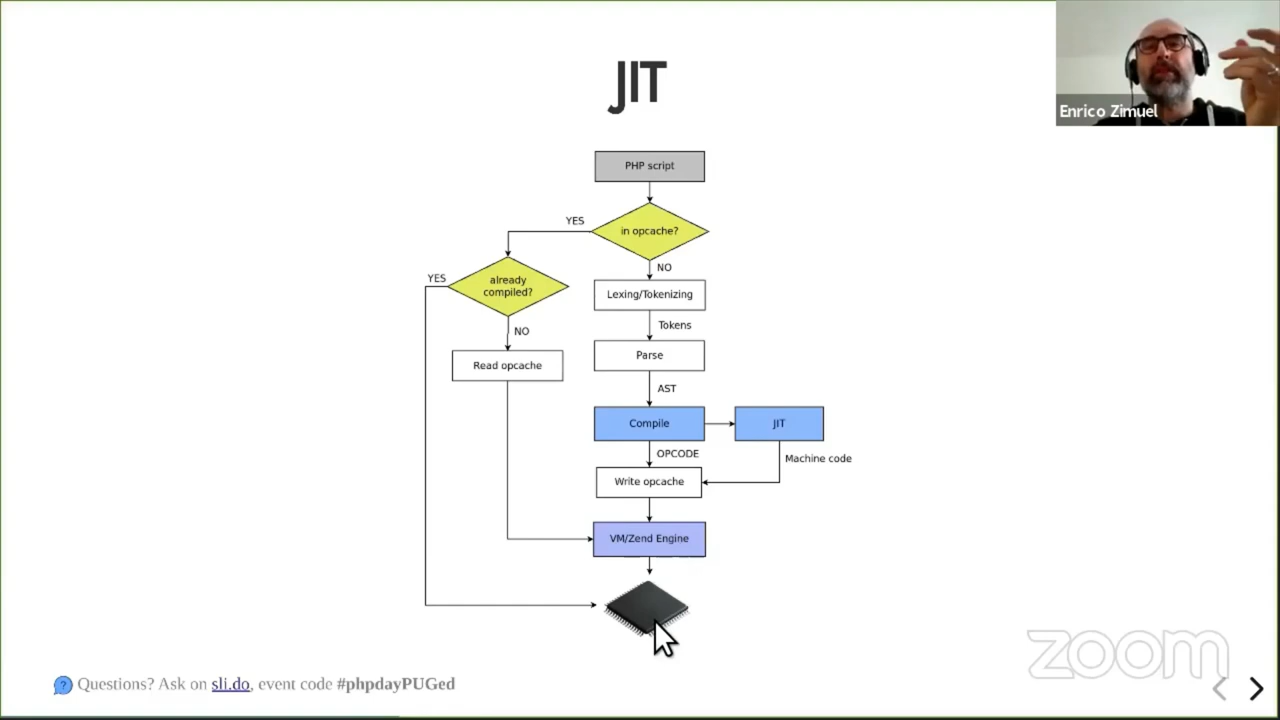 JIT
Enrico Zimuel
PHP script
YES
in opcache?
NO
YES
already
compiled?
Lexing/Tokenizing
Tokens
NO
Parse
Read opcache
AST
Compile
JIT
OPCODE
Machine code
Write opcache
VM/Zend Engine
zoom
? Questions? Ask on sli.do, event code #phpdayPUGed